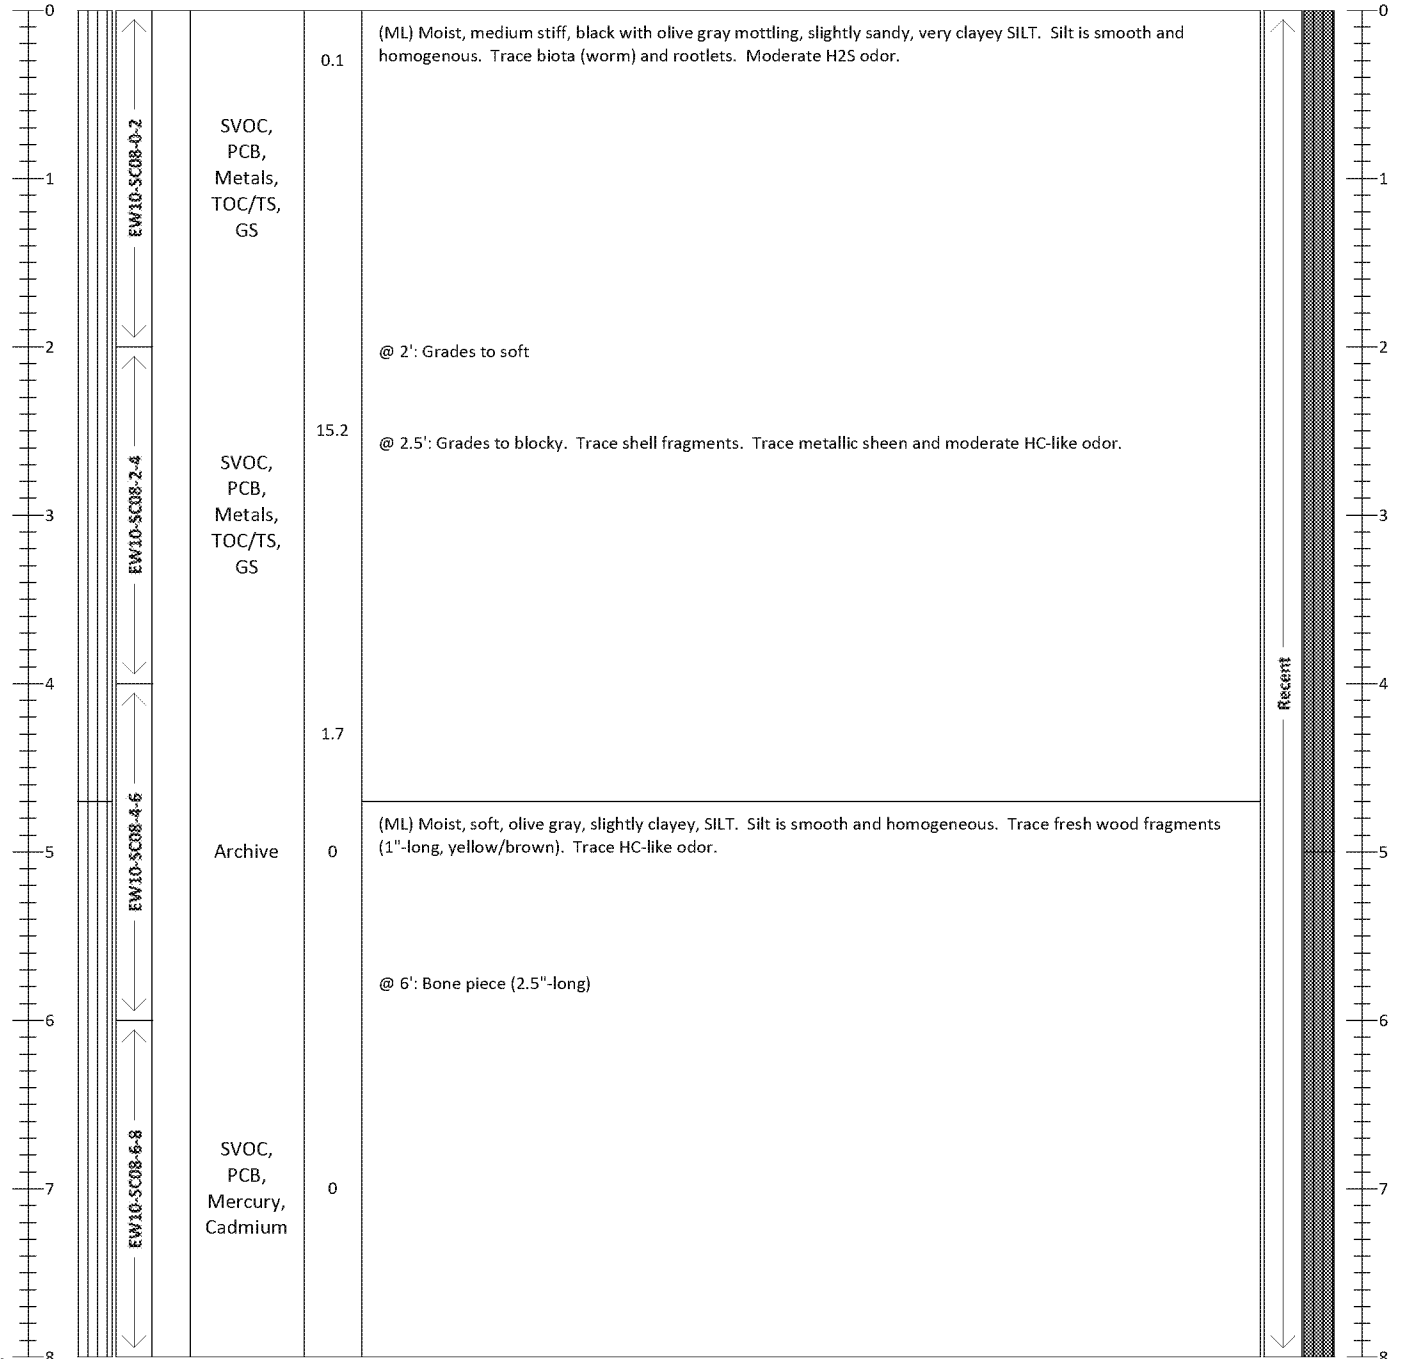 0
0
(ML) Moist, medium stiff, black with olive gray mottling, slightly sandy, very clayey SILT.  Silt is smooth and
homogenous.  Trace biota (worm) and rootlets.  Moderate H2S odor.
0.1
EW10-SC08-0-2
SVOC,
PCB,
Metals,
TOC/TS,
GS
1
1
2
@ 2': Grades to soft
2
15.2
@ 2.5': Grades to blocky.  Trace shell fragments.  Trace metallic sheen and moderate HC-like odor.
EW10-SC08-2-4
SVOC,
PCB,
Metals,
TOC/TS,
GS
3
3
4
Recent
4
1.7
(ML) Moist, soft, olive gray, slightly clayey, SILT.  Silt is smooth and homogeneous.  Trace fresh wood fragments
(1"-long, yellow/brown).  Trace HC-like odor.
EW10-SC08-4-6
5
Archive
0
5
@ 6': Bone piece (2.5"-long)
6
6
EW10-SC08-6-8
SVOC,
PCB,
Mercury,
Cadmium
7
0
7
8
8